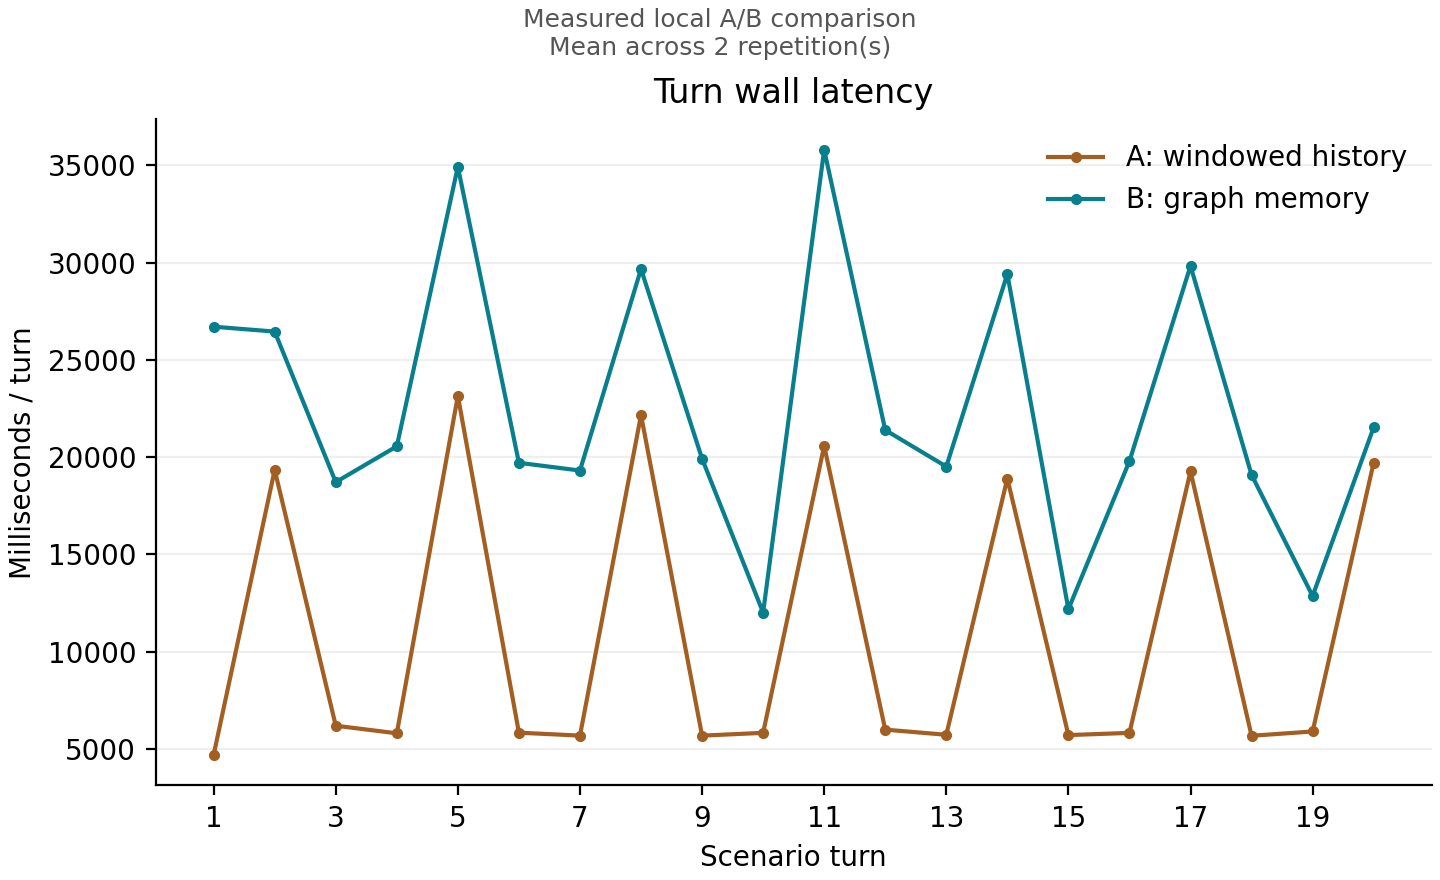 Measured local A/B comparison
Mean across 2 repetition(s)
Turn wall latency
A: windowed history
B: graph memory
Milliseconds / turn
35000
30000
25000
20000
15000
10000
5000
1 3 5 7 9 11 13 15 17 19
Scenario turn